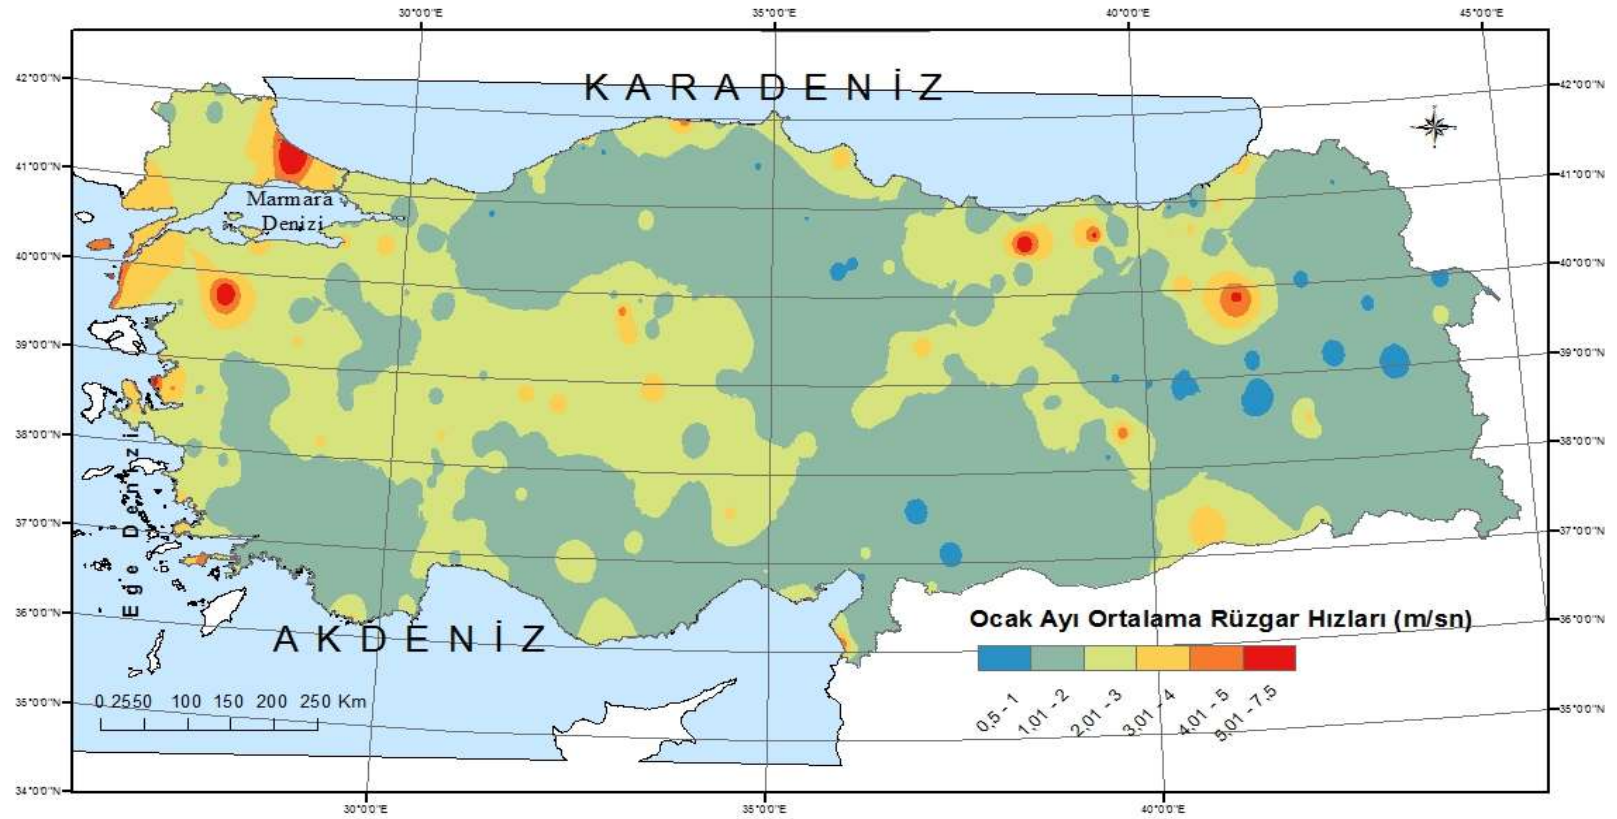 30°0'0"E 35°0'0"E 40°0'0"E 45°0'0"E
42°0'0"N 42°0'0"N
KARADENİZ
41°0'0"N 41°0'0"N
Marmara
Denizi
40°0'0"N 40°0'0"N
39°0'0"N 39°0'0"N
38°0'0"N 38°0'0"N
Ege Denizi
37°0'0"N 37°0'0"N
36°0'0"N 36°0'0"N
AKDENİZ
Ocak Ayı Ortalama Rüzgar Hızları (m/sn)
0,5 - 1
1,01 - 2
2,01 - 3
3,01 - 4
4,01 - 5
5,01 - 7,5
0 2550 100 150 200 250 Km
35°0'0"N 35°0'0"N
34°0'0"N
30°0'0"E 35°0'0"E 40°0'0"E